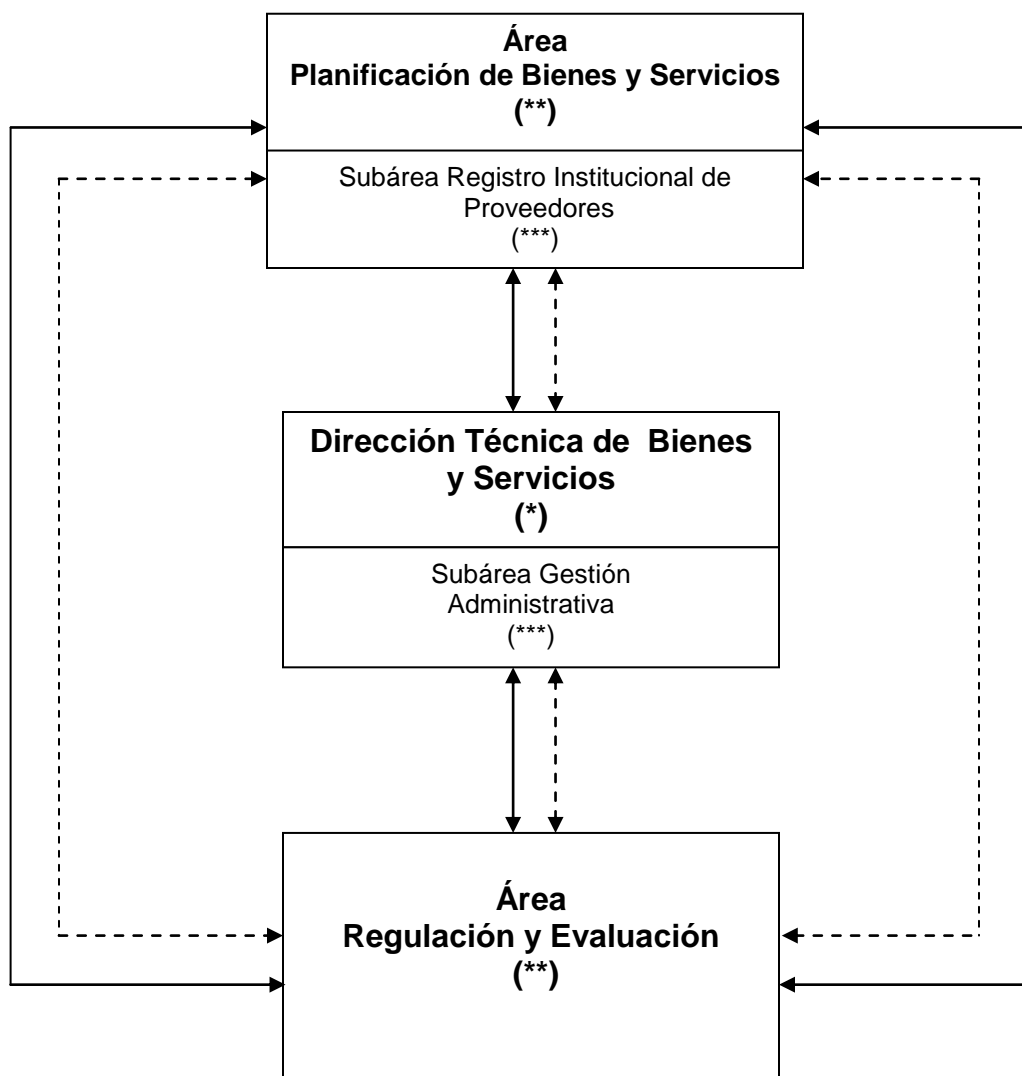 Área
Planificación de Bienes y Servicios
(**)
Subárea Registro Institucional de
Proveedores
(***)
Dirección Técnica de  Bienes
y Servicios
(*)
Subárea Gestión
Administrativa
(***)
Área
Regulación y Evaluación
(**)